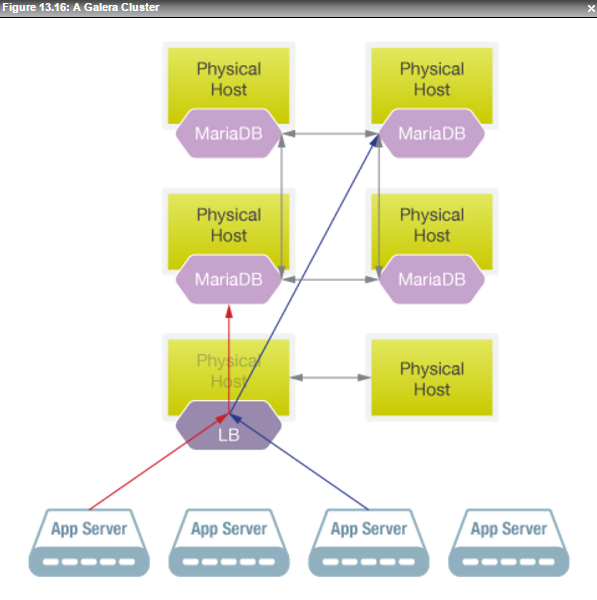 Figure 13.16: A Galera Cluster
Physical
Host
MariaDB
Physical
Host
MariaDB
Physical
Host
MariaDB
Physical
Host
MariaDB
Physical
Host
LB
Physical
Host
App Server
App Server
App Server
App Server